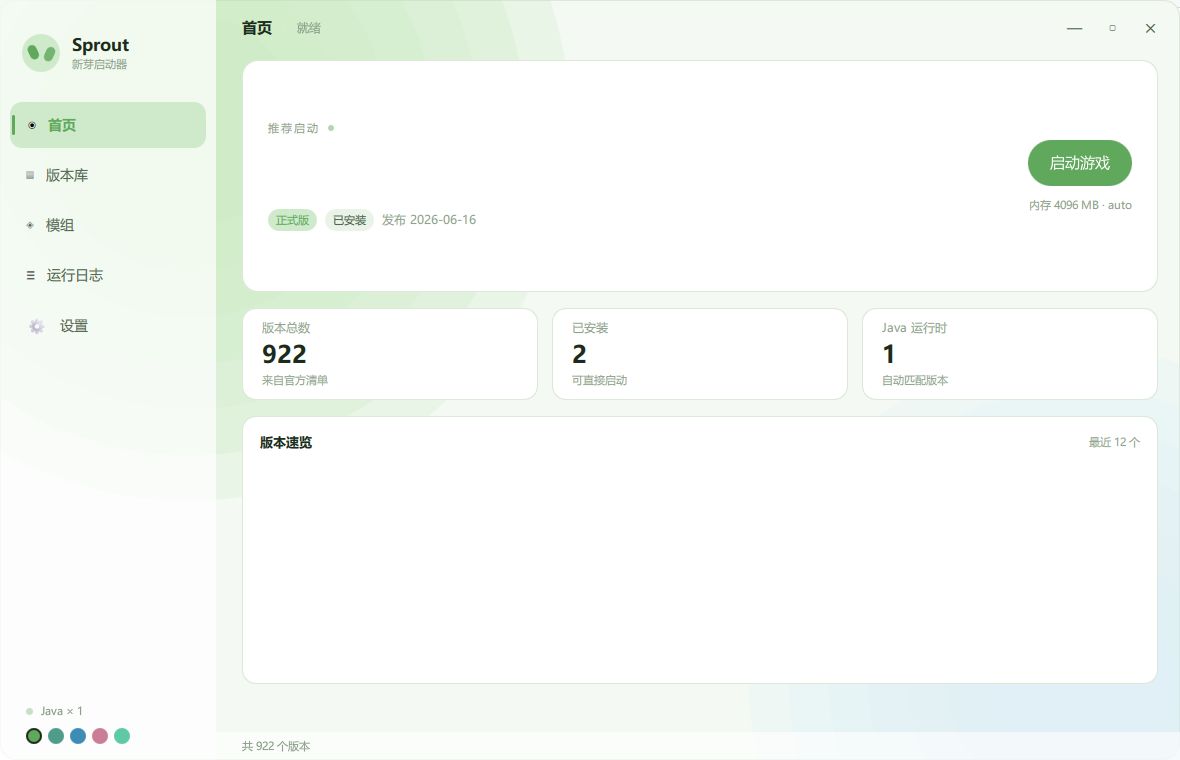 Sprout
新芽启动器
首页
版本库
模组
运行日志
设置
Java × 1
首页 就绪
推荐启动
正式版 已安装 发布 2026-06-16
启动游戏
内存 4096 MB · auto
版本总数
922
来自官方清单
已安装
2
可直接启动
Java 运行时
1
自动匹配版本
版本速览 最近 12 个
共 922 个版本